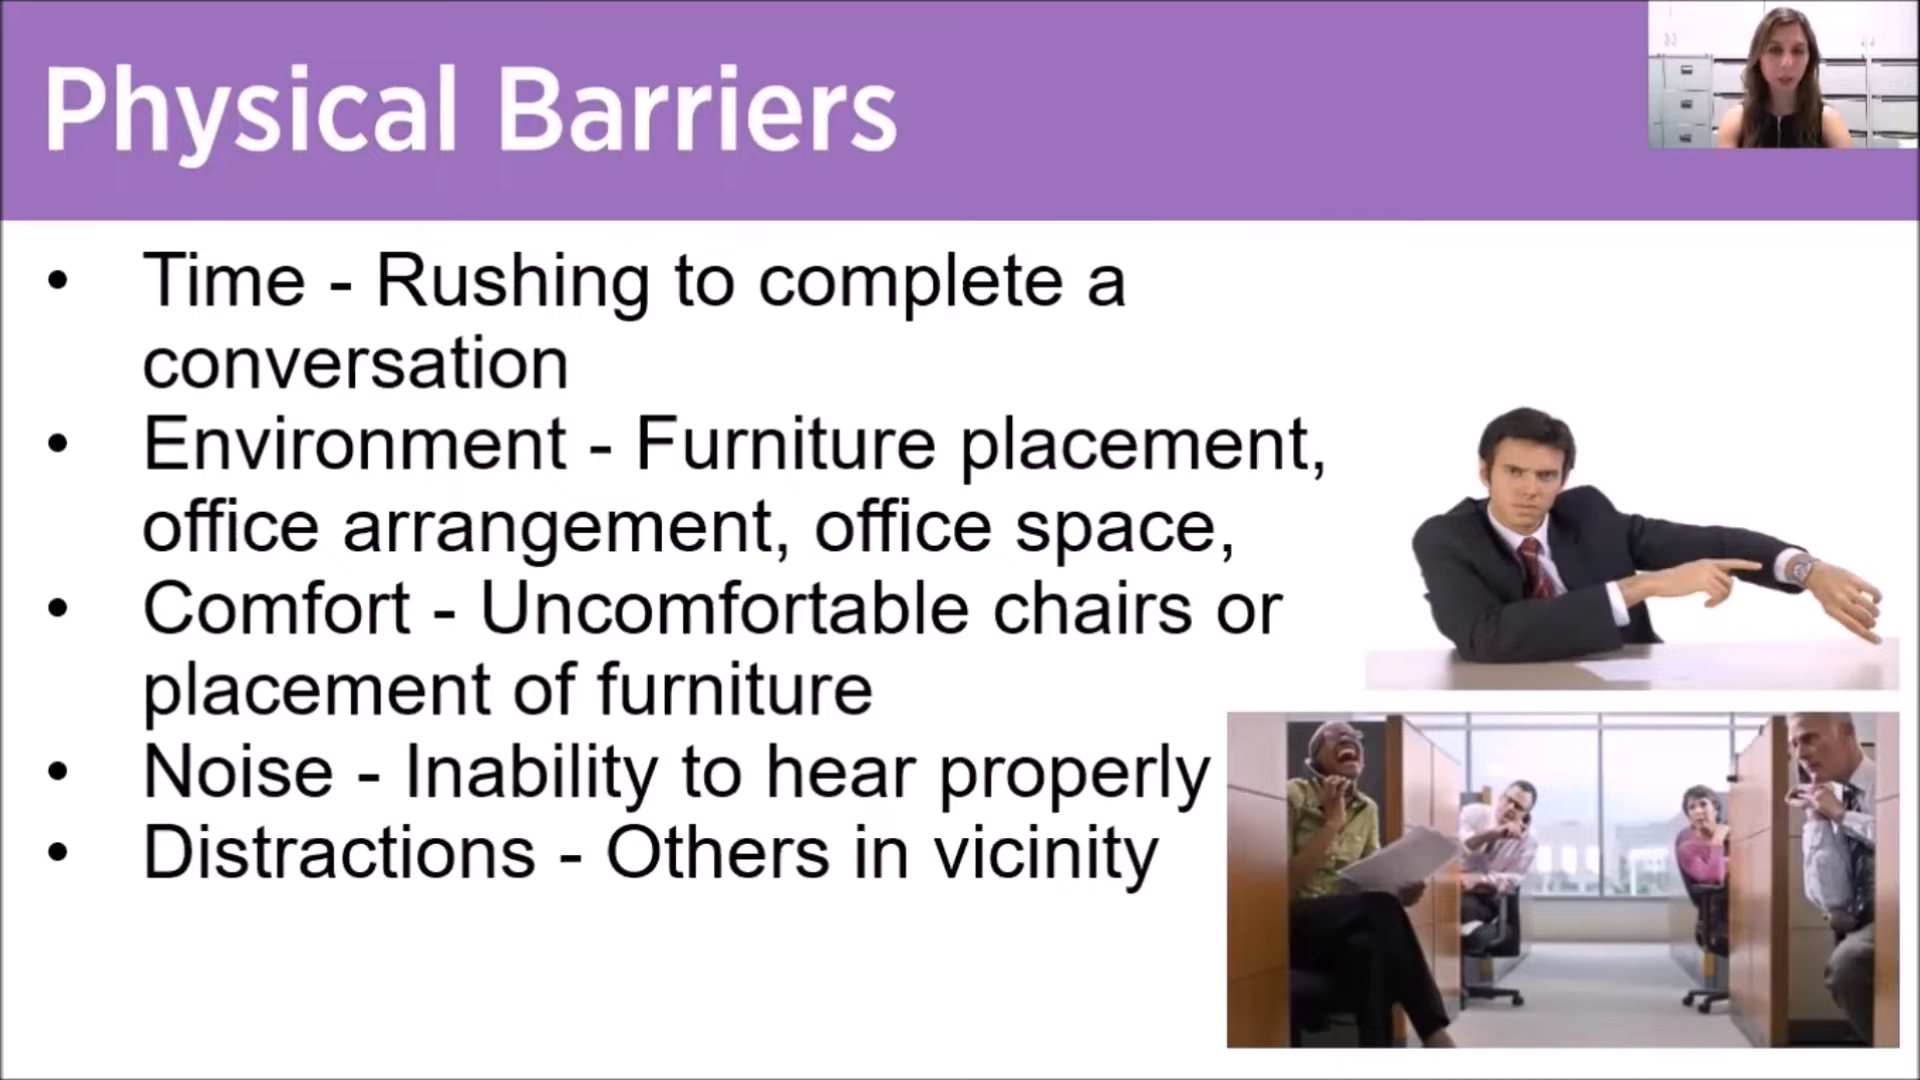 Physical Barriers
• Time - Rushing to complete a
conversation
• Environment - Furniture placement,
office arrangement, office space,
• Comfort - Uncomfortable chairs or
placement of furniture
• Noise - Inability to hear properly
• Distractions - Others in vicinity